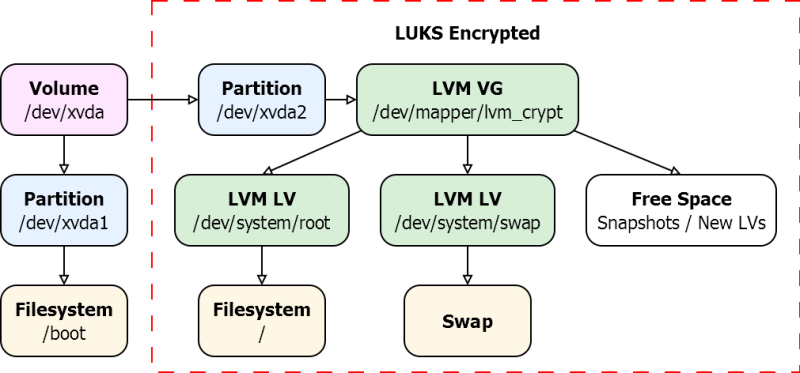 LUKS Encrypted
Volume
/dev/xvda
Partition
/dev/xvda2
LVM VG
/dev/mapper/lvm_crypt
Partition
/dev/xvda1
LVM LV
/dev/system/root
LVM LV
/dev/system/swap
Free Space
Snapshots / New LVs
Filesystem
/boot
Filesystem
/
Swap